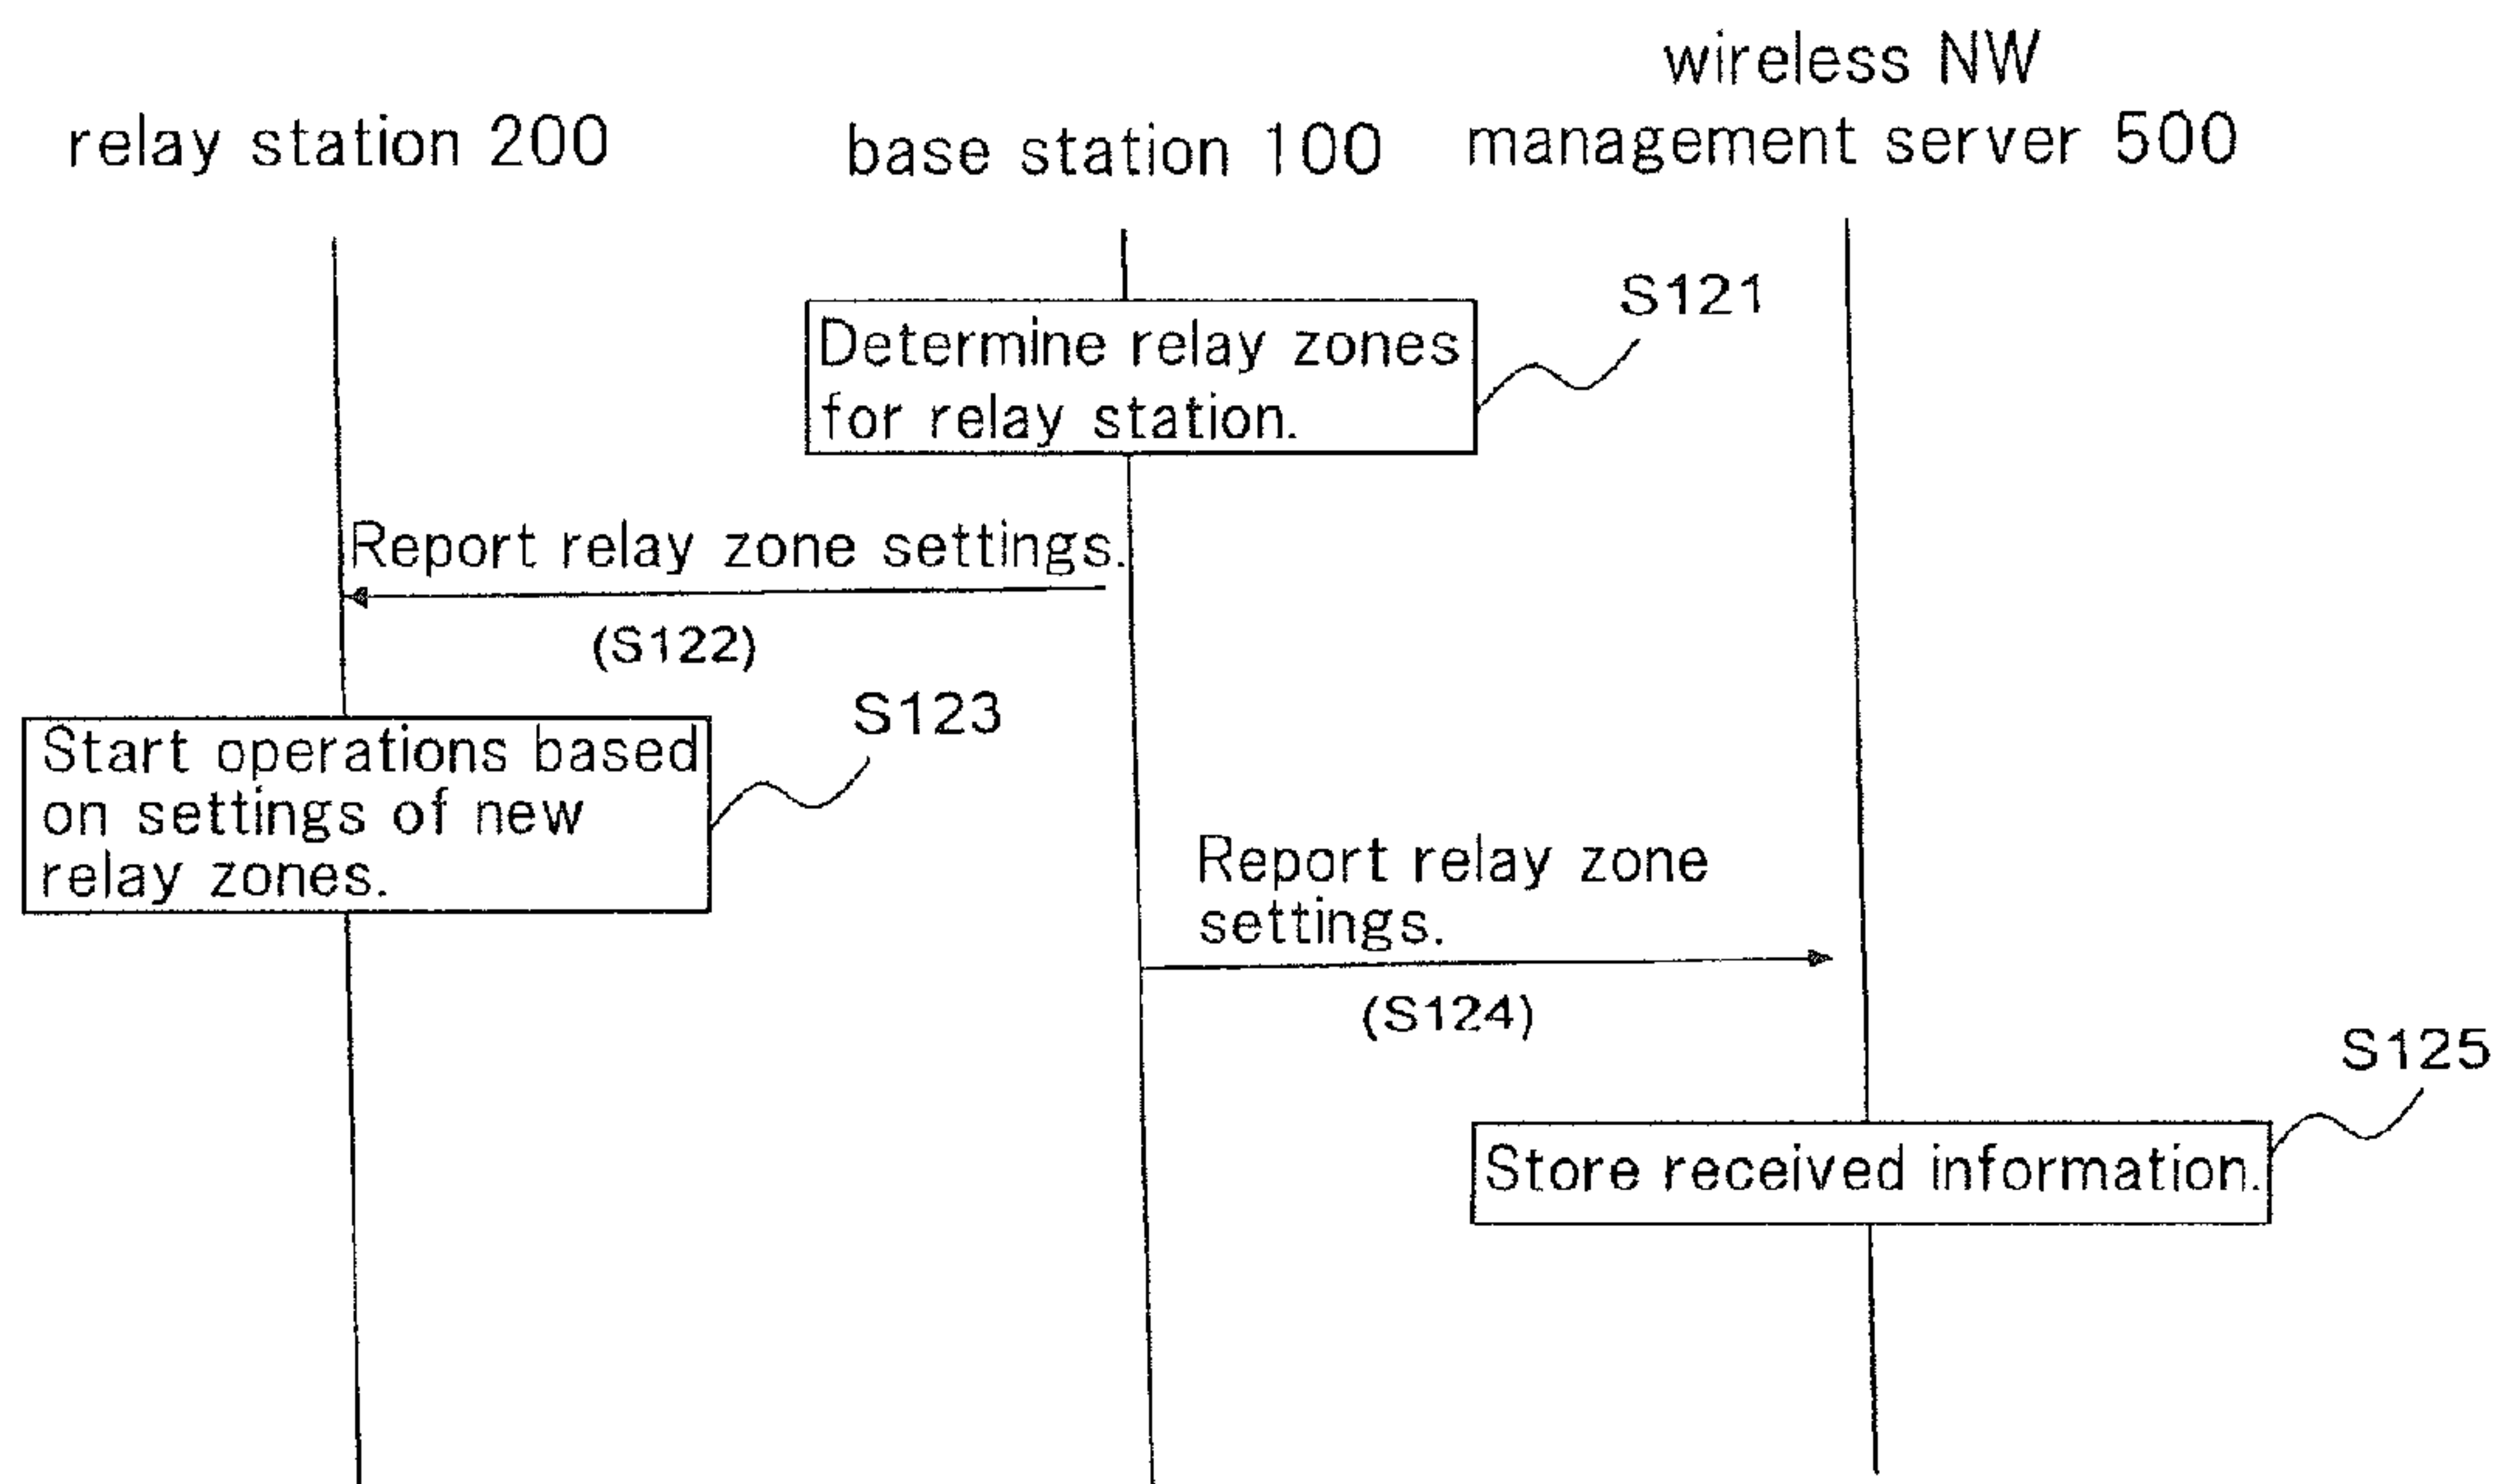 wireless NW
management server 500
relay station 200
base station 100
S121
Determine relay zones
for relay station.
Report relay zone settings.
(S122)
S123
Start operations based
on settings of new
relay zones.
Report relay zone
settings.
(S124)
S125
Store received information.